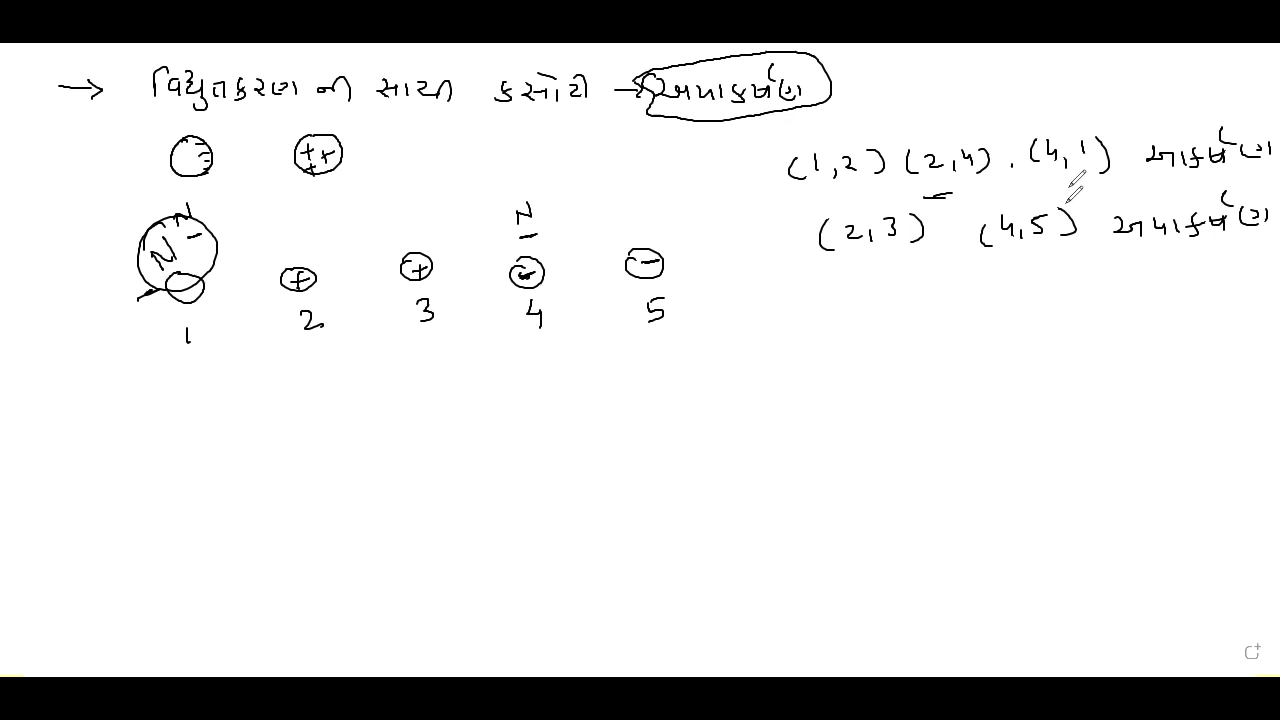 → વિદ્યુતકરણ ની સાચી કસોટી → અપાકર્ષણ
(1,2) (2,4) . (4,1) આકર્ષણ
(2,3) (4,5) અપાકર્ષણ
N N
N
1 2 3 4 5